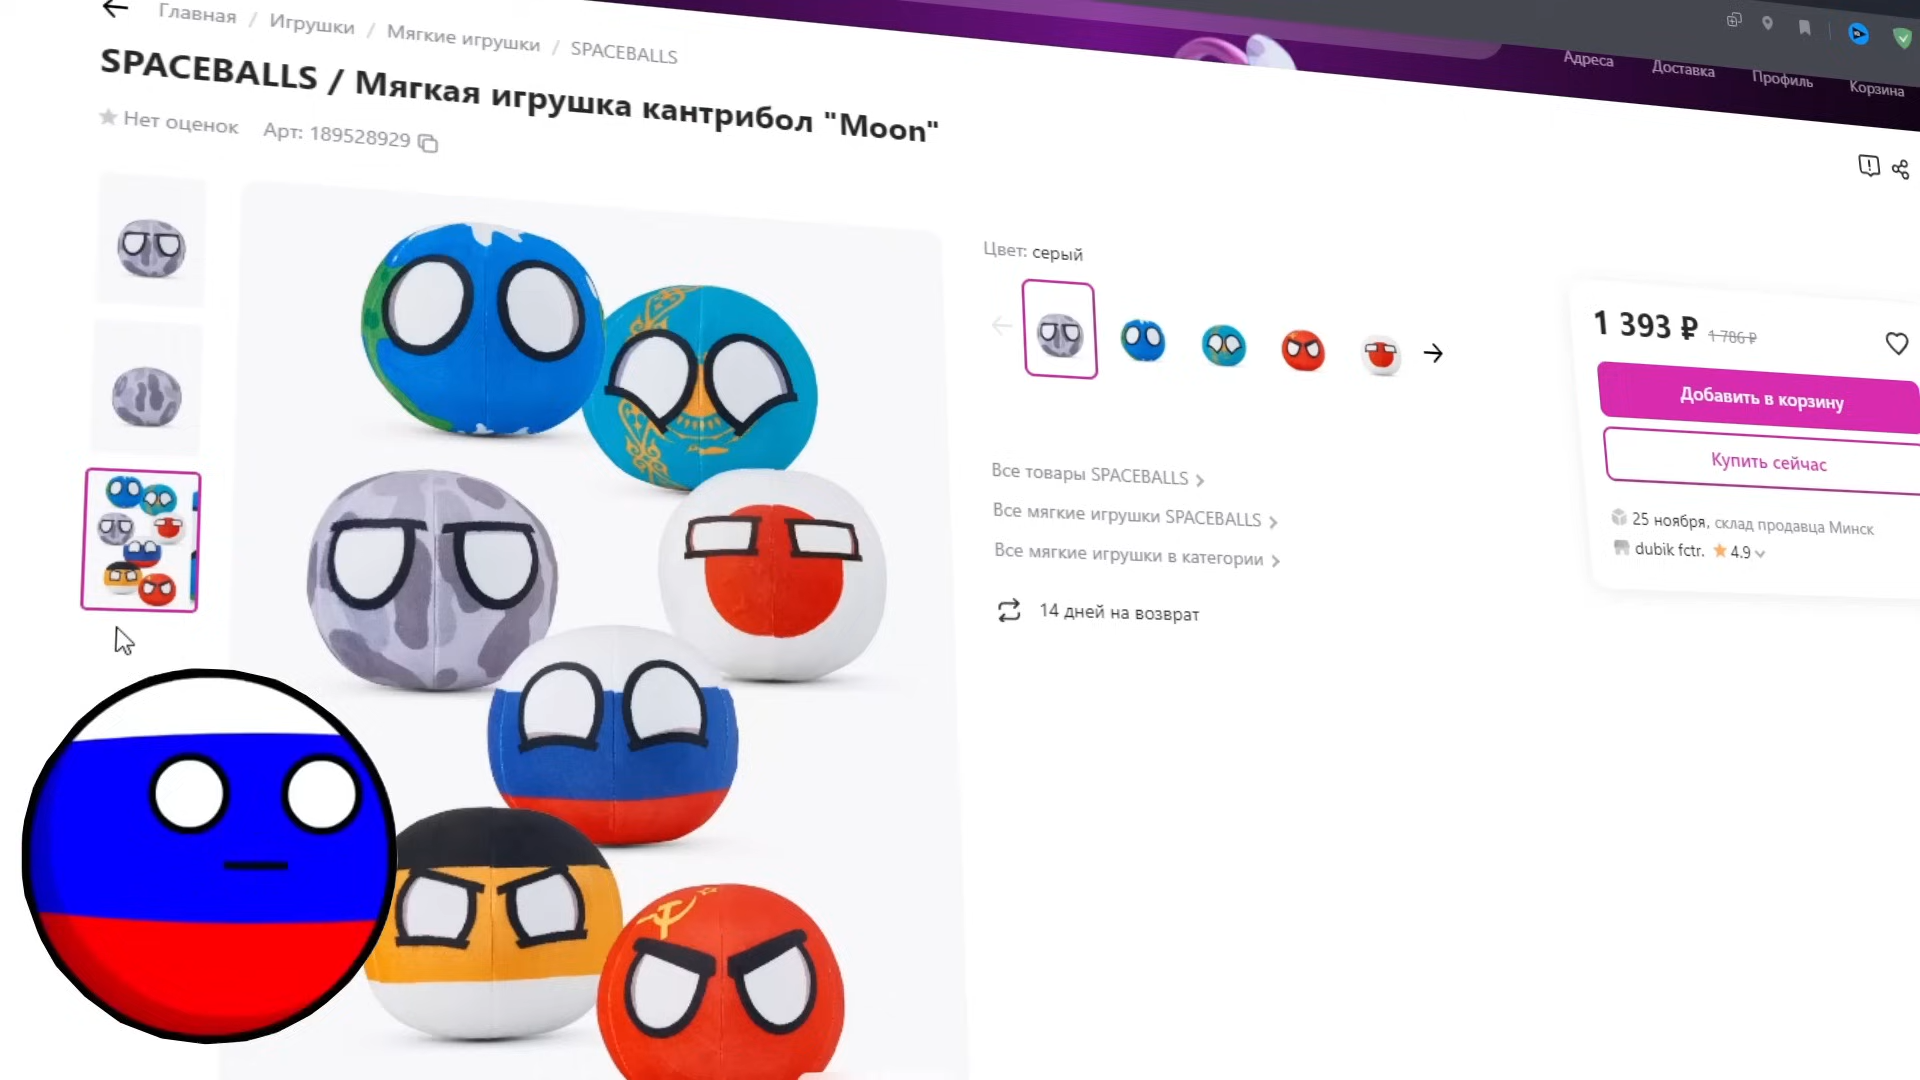 Главная / Игрушки / Мягкие игрушки / SPACEBALLS
Адреса
Доставка
Профиль
Корзина
SPACEBALLS / Мягкая игрушка кантрибол "Moon"
Нет оценок
Арт: 189528929
Цвет: серый
1 393 ₽ 1 786 ₽
Добавить в корзину
Купить сейчас
25 ноября, склад продавца Минск
dubik fctr. 4.9
Все товары SPACEBALLS
Все мягкие игрушки SPACEBALLS
Все мягкие игрушки в категории
14 дней на возврат